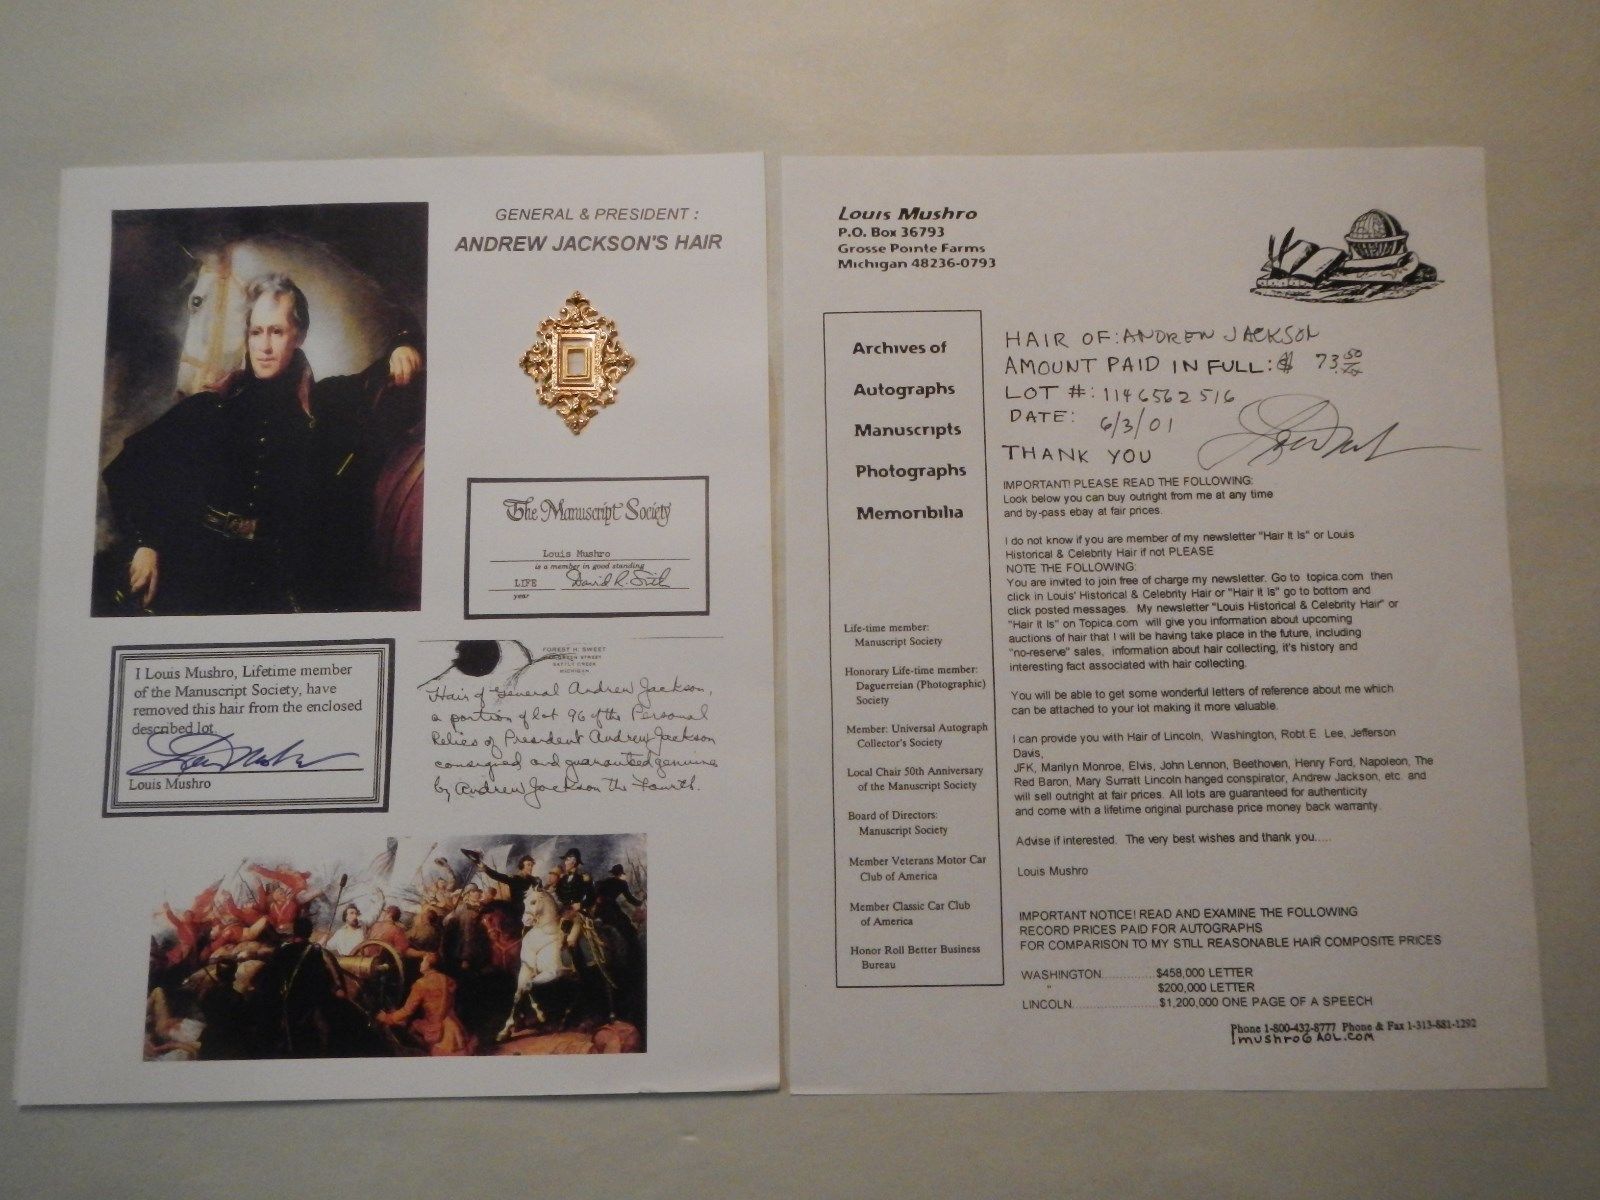 GENERAL & PRESIDENT :
ANDREW JACKSON'S HAIR
The Manuscript Society
Louis Mushro
is a member in good standing
LIFE David R. Smith
year
I Louis Mushro, Lifetime member
of the Manuscript Society, have
removed this hair from the enclosed
described lot.
Louis Mushro
FOREST H. SWEET
STREET
BATTLE CREEK
MICHIGAN
Hair of General Andrew Jackson,
a portion of lot 96 of the Personal
Relics of President Andrew Jackson
consigned and guaranteed genuine
by Andrew Jackson the Fourth.
Louis Mushro
P.O. Box 36793
Grosse Pointe Farms
Michigan 48236-0793
Archives of
Autographs
Manuscripts
Photographs
Memoribilia
Life-time member:
Manuscript Society
Honorary Life-time member:
Daguerreian (Photographic)
Society
Member: Universal Autograph
Collector's Society
Local Chair 50th Anniversary
of the Manuscript Society
Board of Directors:
Manuscript Society
Member Veterans Motor Car
Club of America
Member Classic Car Club
of America
Honor Roll Better Business
Bureau
HAIR OF: ANDREW JACKSON
AMOUNT PAID IN FULL: $ 73.50
LOT #: 1146562516
DATE: 6/3/01
THANK YOU
IMPORTANT! PLEASE READ THE FOLLOWING:
Look below you can buy outright from me at any time
and by-pass ebay at fair prices.
I do not know if you are member of my newsletter "Hair It Is" or Louis
Historical & Celebrity Hair if not PLEASE
NOTE THE FOLLOWING:
You are invited to join free of charge my newsletter. Go to topica.com then
click in Louis' Historical & Celebrity Hair or "Hair It Is" go to bottom and
click posted messages. My newsletter "Louis Historical & Celebrity Hair" or
"Hair It Is" on Topica.com will give you information about upcoming
auctions of hair that I will be having take place in the future, including
"no-reserve" sales, information about hair collecting, it's history and
interesting fact associated with hair collecting.
You will be able to get some wonderful letters of reference about me which
can be attached to your lot making it more valuable.
I can provide you with Hair of Lincoln, Washington, Robt E. Lee, Jefferson
Davis,
JFK, Marilyn Monroe, Elvis, John Lennon, Beethoven, Henry Ford, Napoleon, The
Red Baron, Mary Surratt Lincoln hanged conspirator, Andrew Jackson, etc. and
will sell outright at fair prices. All lots are guaranteed for authenticity
and come with a lifetime original purchase price money back warranty.
Advise if interested. The very best wishes and thank you.....
Louis Mushro
IMPORTANT NOTICE! READ AND EXAMINE THE FOLLOWING
RECORD PRICES PAID FOR AUTOGRAPHS
FOR COMPARISON TO MY STILL REASONABLE HAIR COMPOSITE PRICES
WASHINGTON..............$458,000 LETTER
" $200,000 LETTER
LINCOLN.....................$1,200,000 ONE PAGE OF A SPEECH
Phone 1-800-432-8777 Phone & Fax 1-313-881-1292
lmushro@AOL.com